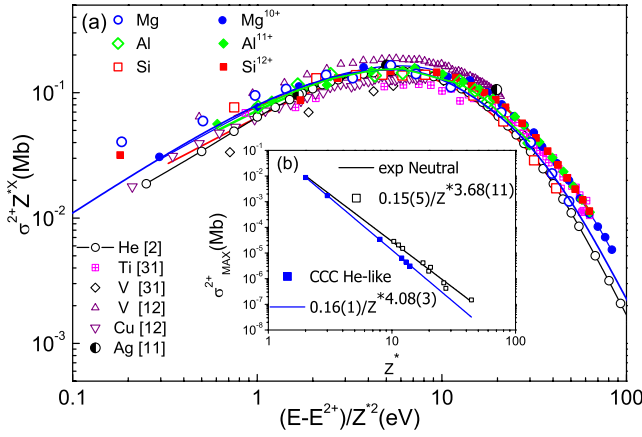 (a)
Mg
Mg10+
Al
Al11+
Si
Si12+
10-1
10-2
10-3
σ2+Z*X(Mb)
He [2]
Ti [31]
V [31]
V [12]
Cu [12]
Ag [11]
(b)
exp Neutral
0.15(5)/Z*3.68(11)
CCC He-like
0.16(1)/Z*4.08(3)
10-1
10-2
10-3
10-4
10-5
10-6
10-7
10-8
σ2+MAX(Mb)
1
10
100
Z*
0.1
1
10
100
(E-E2+)/Z*2(eV)